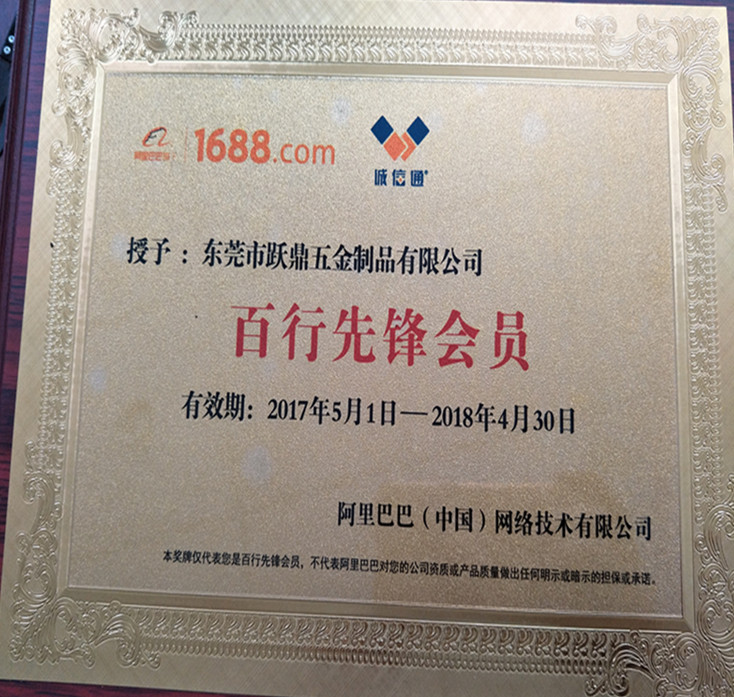 阿里巴巴 1688.com
诚信通
授予：东莞市跃鼎五金制品有限公司
百行先锋会员
有效期：2017年5月1日—2018年4月30日
阿里巴巴（中国）网络技术有限公司
本奖牌仅代表您是百行先锋会员，不代表阿里巴巴对您的公司资质或产品质量做出任何明示或暗示的担保或承诺。